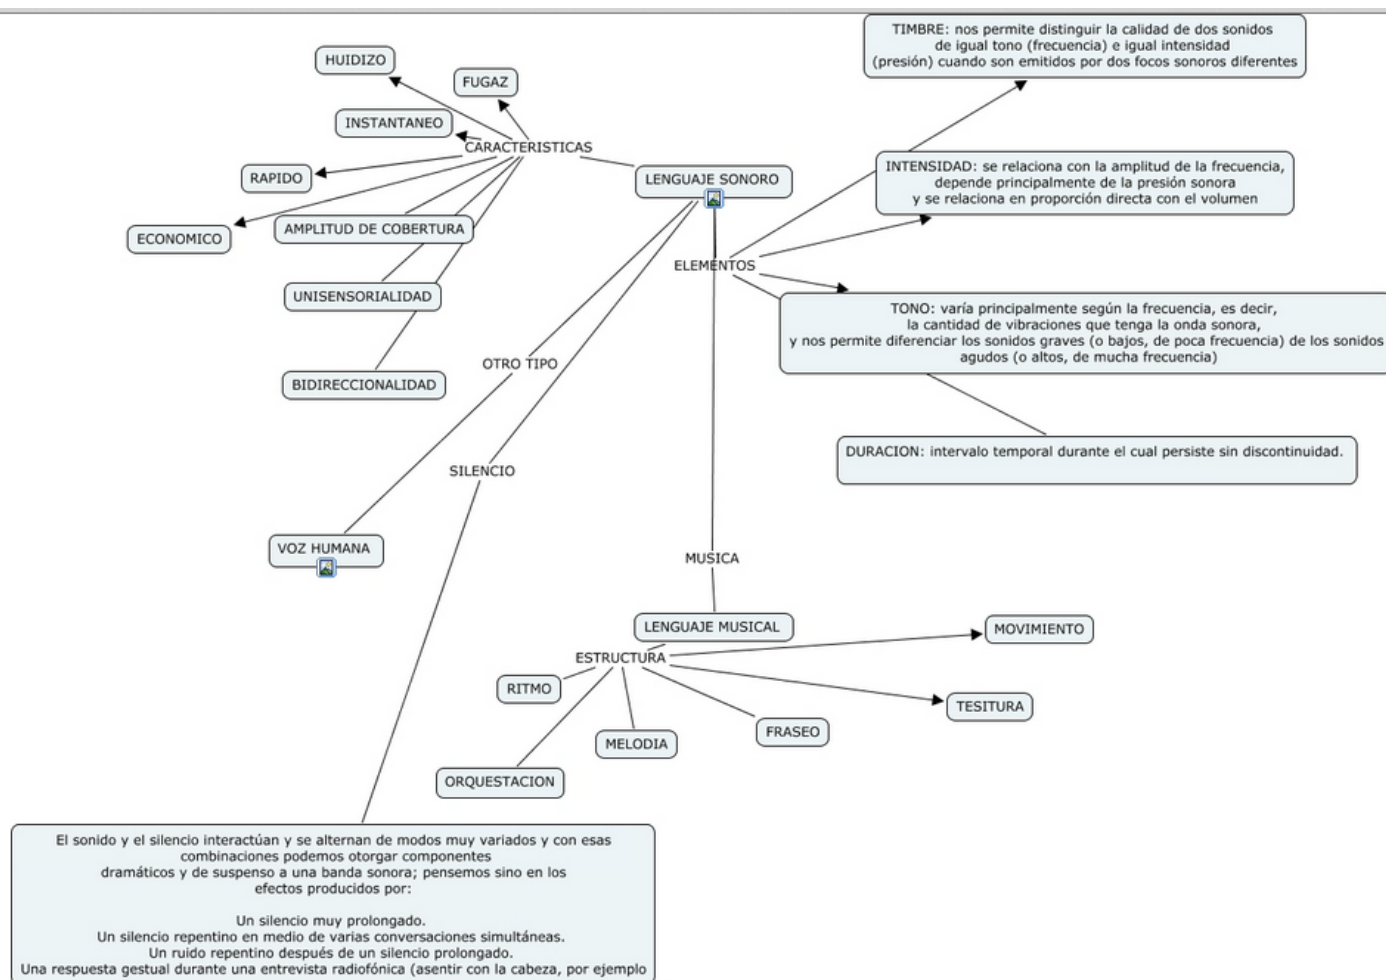 TIMBRE: nos permite distinguir la calidad de dos sonidos
de igual tono (frecuencia) e igual intensidad
(presión) cuando son emitidos por dos focos sonoros diferentes
HUIDIZO
FUGAZ
INSTANTANEO
CARACTERISTICAS
RAPIDO
LENGUAJE SONORO
INTENSIDAD: se relaciona con la amplitud de la frecuencia,
depende principalmente de la presión sonora
y se relaciona en proporción directa con el volumen
AMPLITUD DE COBERTURA
ECONOMICO
ELEMENTOS
UNISENSORIALIDAD
TONO: varía principalmente según la frecuencia, es decir,
la cantidad de vibraciones que tenga la onda sonora,
y nos permite diferenciar los sonidos graves (o bajos, de poca frecuencia) de los sonidos
agudos (o altos, de mucha frecuencia)
OTRO TIPO
BIDIRECCIONALIDAD
DURACION: intervalo temporal durante el cual persiste sin discontinuidad.
SILENCIO
VOZ HUMANA
MUSICA
LENGUAJE MUSICAL
MOVIMIENTO
ESTRUCTURA
RITMO
TESITURA
FRASEO
MELODIA
ORQUESTACION
El sonido y el silencio interactúan y se alternan de modos muy variados y con esas
combinaciones podemos otorgar componentes
dramáticos y de suspenso a una banda sonora; pensemos sino en los
efectos producidos por:
Un silencio muy prolongado.
Un silencio repentino en medio de varias conversaciones simultáneas.
Un ruido repentino después de un silencio prolongado.
Una respuesta gestual durante una entrevista radiofónica (asentir con la cabeza, por ejemplo